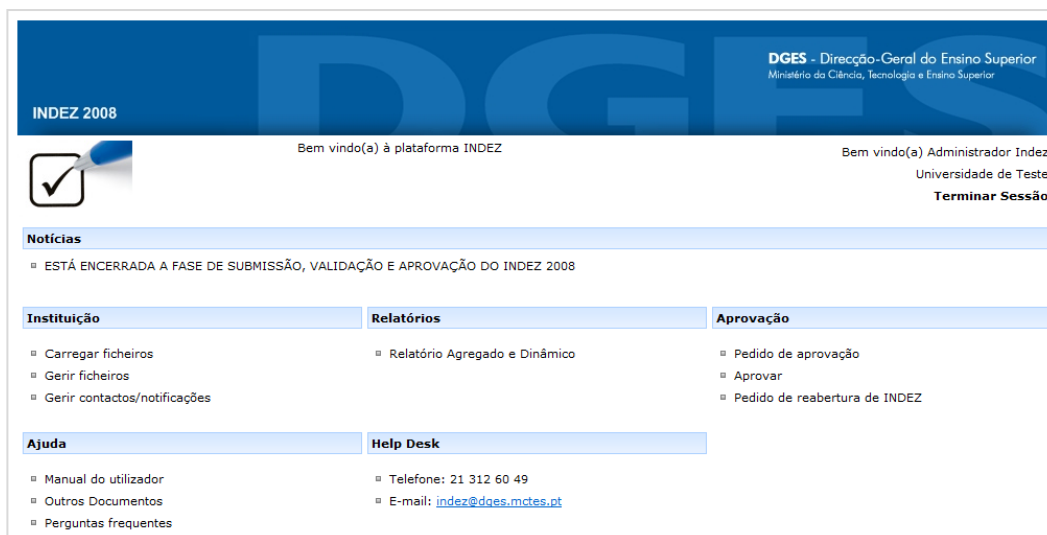 DGES
DGES - Direcção-Geral do Ensino Superior
Ministério da Ciência, Tecnologia e Ensino Superior
INDEZ 2008
Bem vindo(a) à plataforma INDEZ
Bem vindo(a) Administrador Indez
Universidade de Teste
Terminar Sessão
Notícias
ESTÁ ENCERRADA A FASE DE SUBMISSÃO, VALIDAÇÃO E APROVAÇÃO DO INDEZ 2008
Instituição
Carregar ficheiros
Gerir ficheiros
Gerir contactos/notificações
Relatórios
Relatório Agregado e Dinâmico
Aprovação
Pedido de aprovação
Aprovar
Pedido de reabertura de INDEZ
Ajuda
Manual do utilizador
Outros Documentos
Perguntas frequentes
Help Desk
Telefone: 21 312 60 49
E-mail: indez@dges.mctes.pt